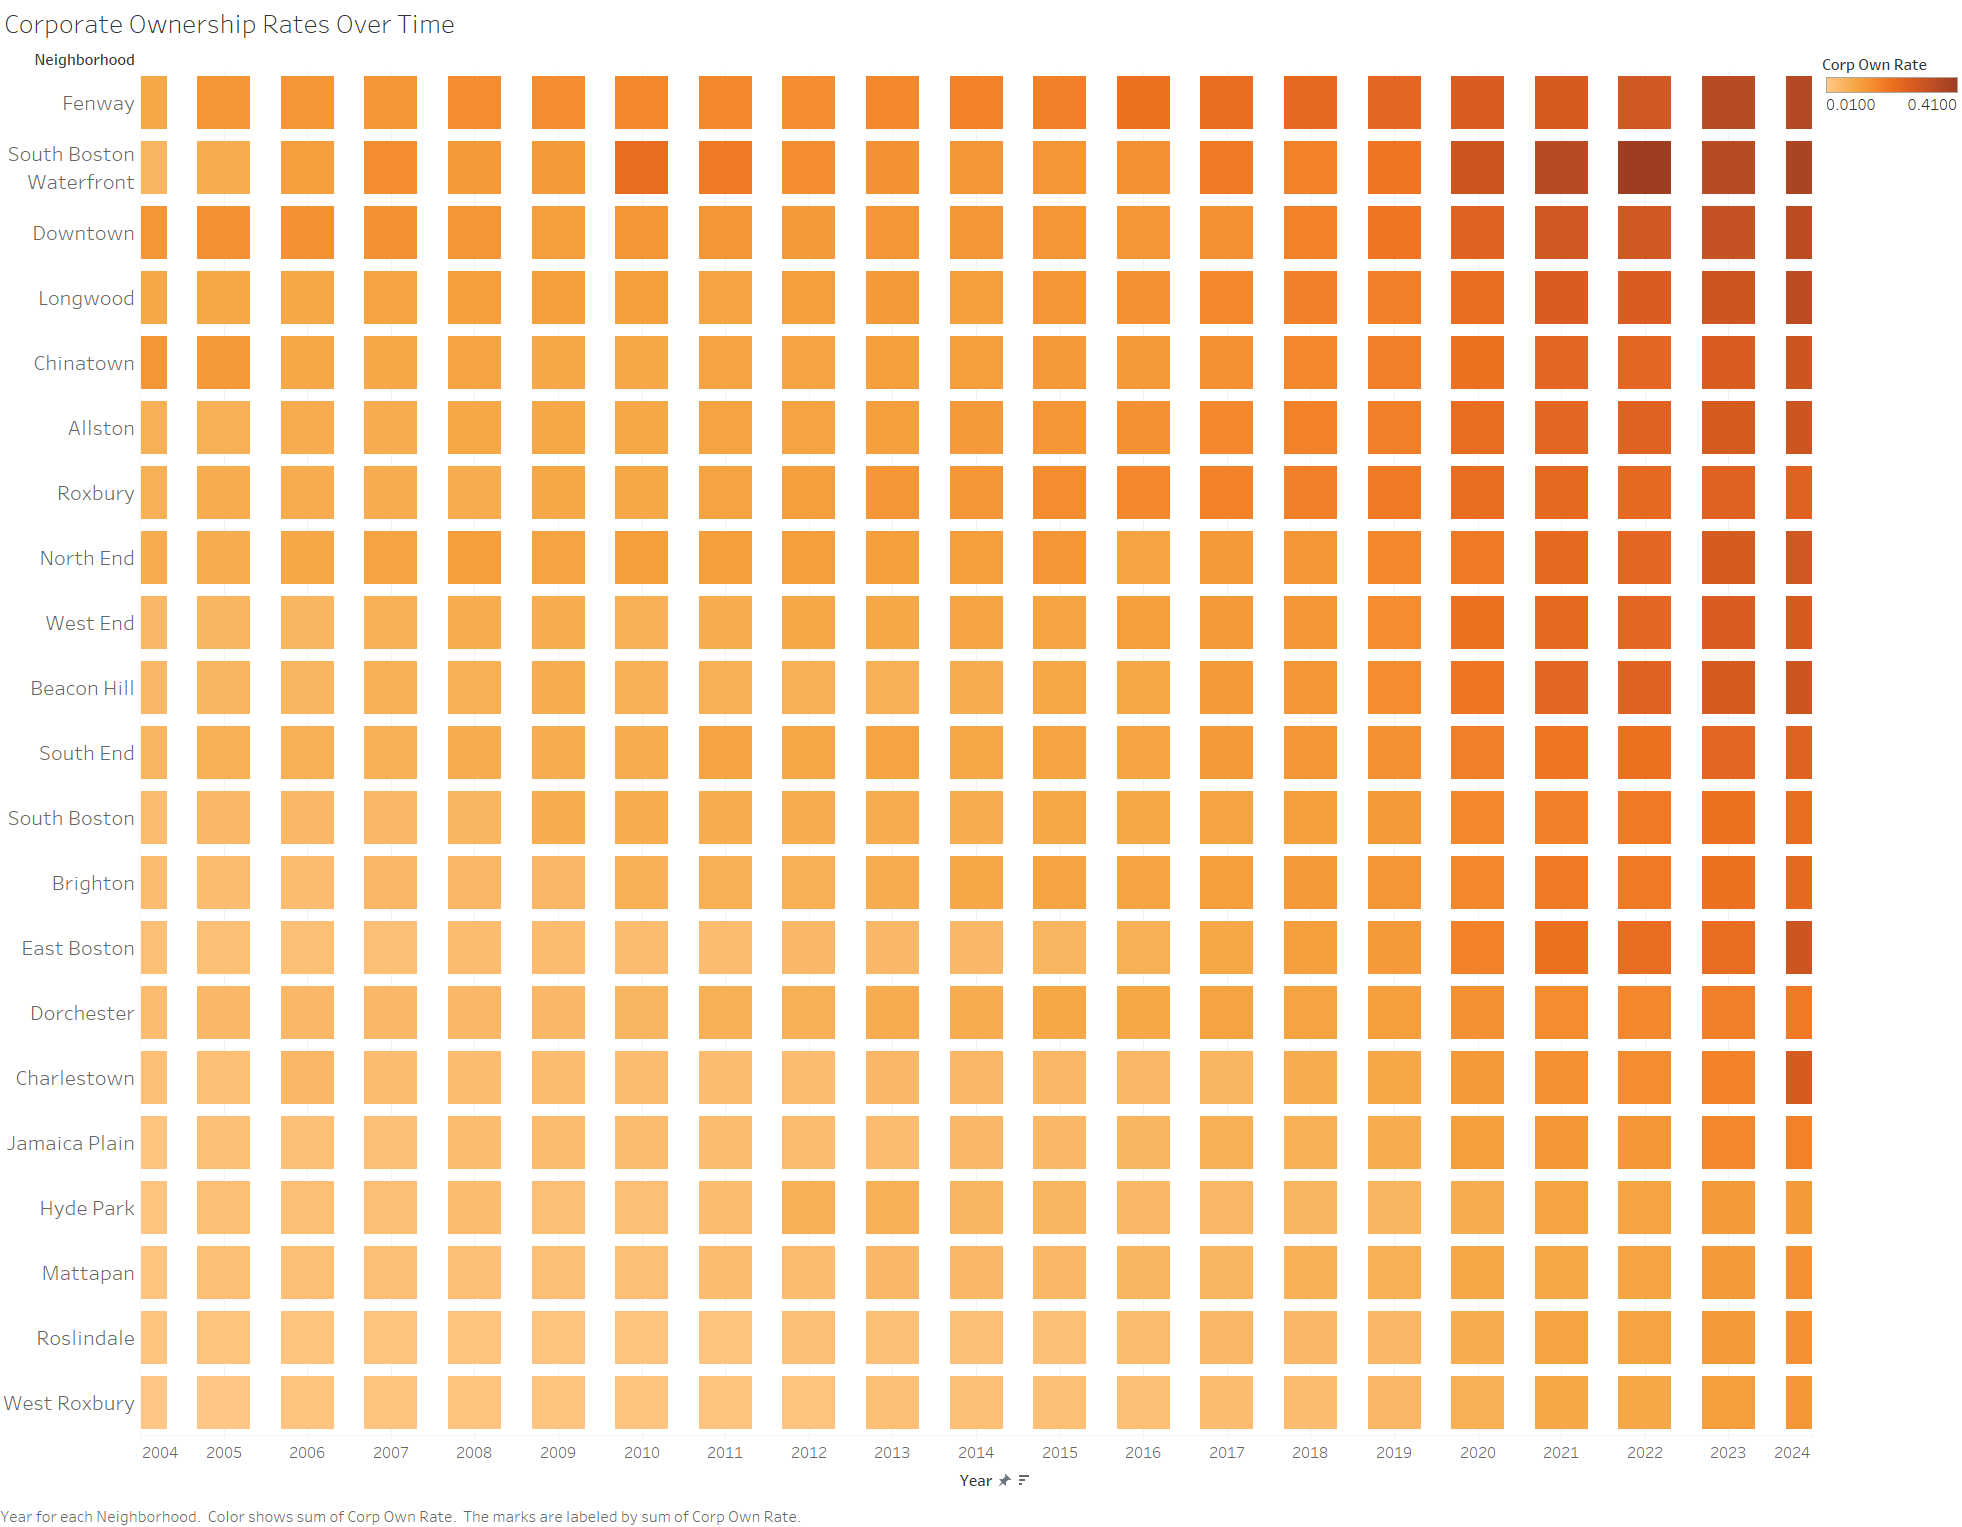 Corporate Ownership Rates Over Time
Neighborhood
Corp Own Rate
0.0100 0.4100
Fenway
South Boston
Waterfront
Downtown
Longwood
Chinatown
Allston
Roxbury
North End
West End
Beacon Hill
South End
South Boston
Brighton
East Boston
Dorchester
Charlestown
Jamaica Plain
Hyde Park
Mattapan
Roslindale
West Roxbury
2004 2005 2006 2007 2008 2009 2010 2011 2012 2013 2014 2015 2016 2017 2018 2019 2020 2021 2022 2023 2024
Year
Year for each Neighborhood.  Color shows sum of Corp Own Rate.  The marks are labeled by sum of Corp Own Rate.